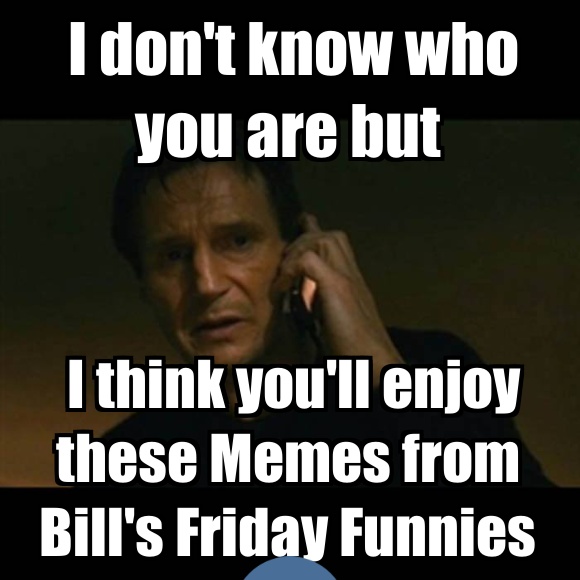 I don't know who
you are but
I think you'll enjoy
these Memes from
Bill's Friday Funnies